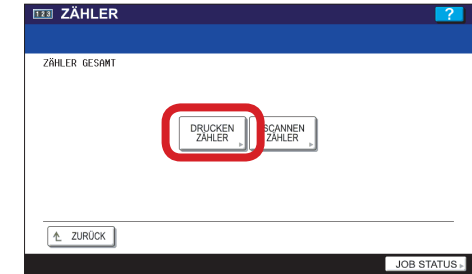 123 ZÄHLER ?
ZÄHLER GESAMT
DRUCKEN
ZÄHLER
SCANNEN
ZÄHLER
ZURÜCK
JOB STATUS